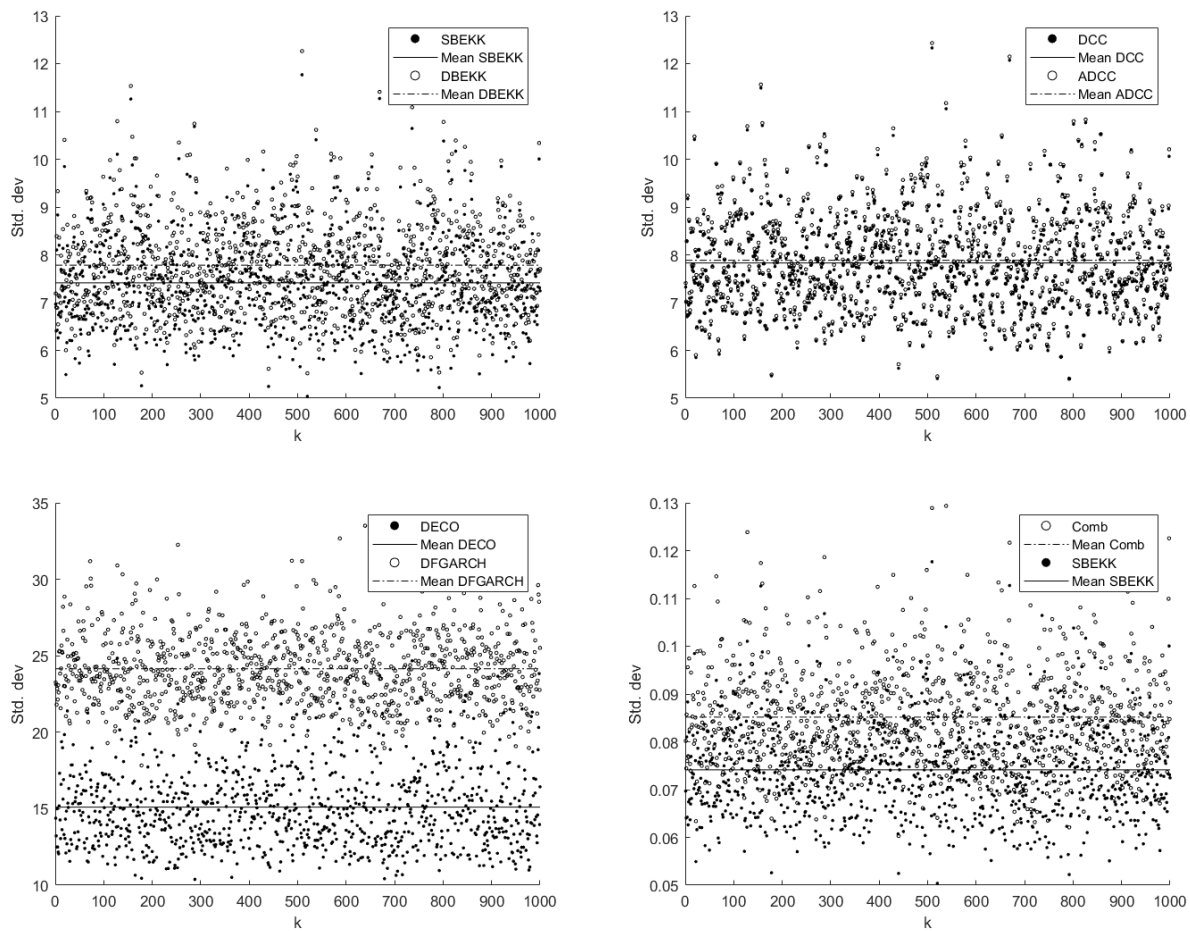 13
12
11
10
9
8
7
6
5
Std. dev
0 100 200 300 400 500 600 700 800 900 1000
k
SBEKK
Mean SBEKK
DBEKK
Mean DBEKK
13
12
11
10
9
8
7
6
5
Std. dev
0 100 200 300 400 500 600 700 800 900 1000
k
DCC
Mean DCC
ADCC
Mean ADCC
35
30
25
20
15
10
Std. dev
0 100 200 300 400 500 600 700 800 900 1000
k
DECO
Mean DECO
DFGARCH
Mean DFGARCH
0.13
0.12
0.11
0.1
0.09
0.08
0.07
0.06
0.05
Std. dev
0 100 200 300 400 500 600 700 800 900 1000
k
Comb
Mean Comb
SBEKK
Mean SBEKK